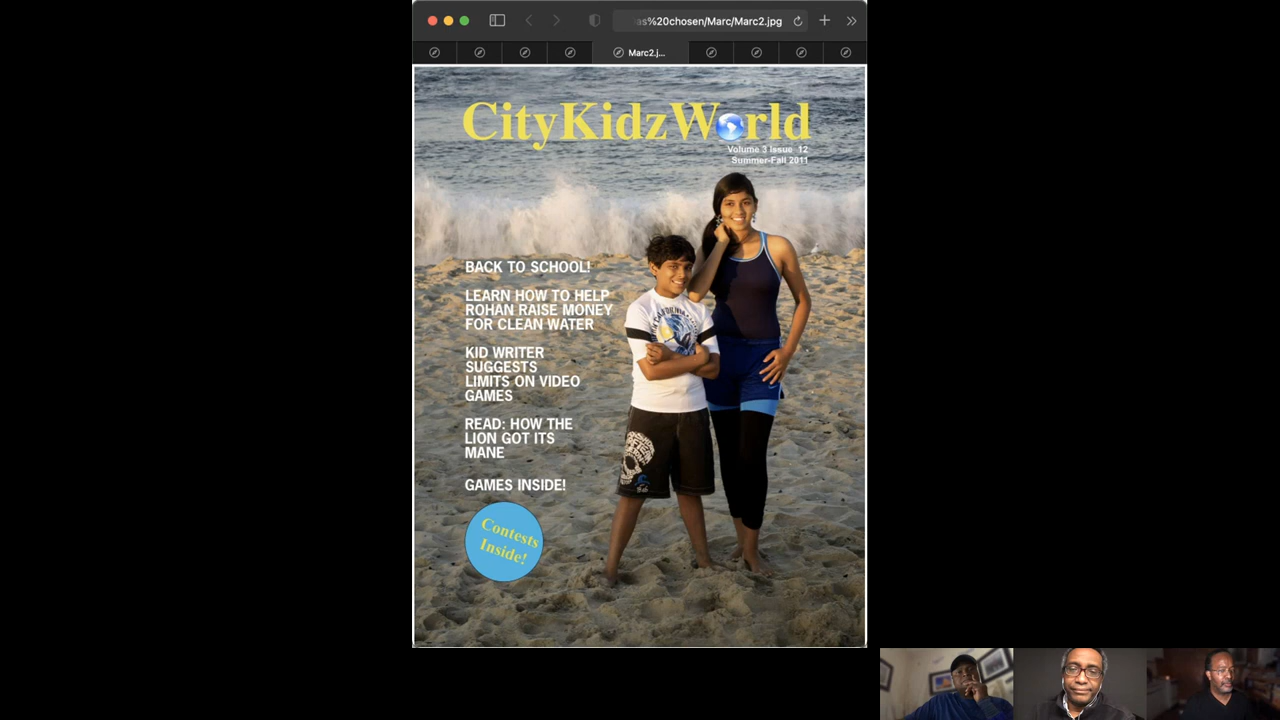 as%20chosen/Marc/Marc2.jpg
Marc2.j...
CityKidzWorld
Volume 3 Issue 12
Summer-Fall 2011
BACK TO SCHOOL!
LEARN HOW TO HELP
ROHAN RAISE MONEY
FOR CLEAN WATER
KID WRITER
SUGGESTS
LIMITS ON VIDEO
GAMES
READ: HOW THE
LION GOT ITS
MANE
GAMES INSIDE!
Contests
Inside!